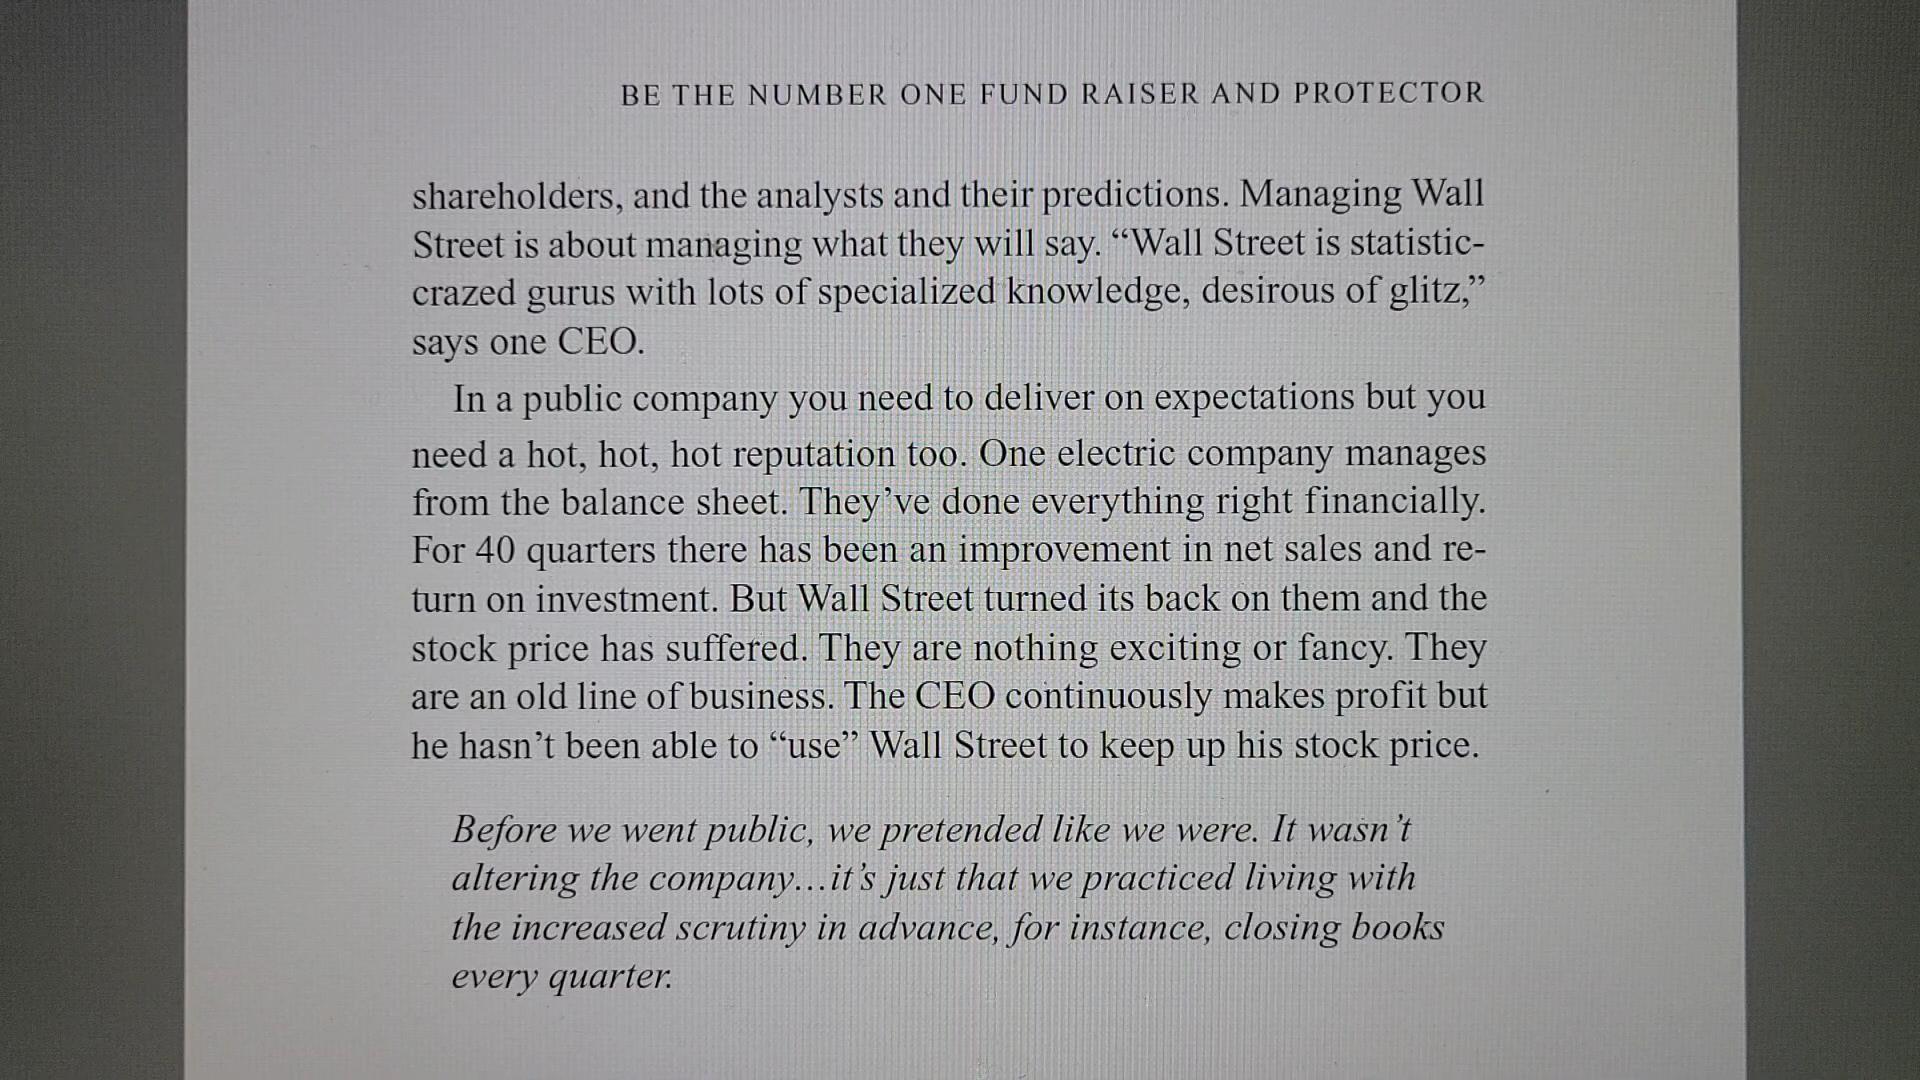 BE THE NUMBER ONE FUND RAISER AND PROTECTOR
shareholders, and the analysts and their predictions. Managing Wall
Street is about managing what they will say. “Wall Street is statistic-
crazed gurus with lots of specialized knowledge, desirous of glitz,”
says one CEO.
In a public company you need to deliver on expectations but you
need a hot, hot, hot reputation too. One electric company manages
from the balance sheet. They’ve done everything right financially.
For 40 quarters there has been an improvement in net sales and re-
turn on investment. But Wall Street turned its back on them and the
stock price has suffered. They are nothing exciting or fancy. They
are an old line of business. The CEO continuously makes profit but
he hasn’t been able to “use” Wall Street to keep up his stock price.
Before we went public, we pretended like we were. It wasn’t
altering the company…it’s just that we practiced living with
the increased scrutiny in advance, for instance, closing books
every quarter.